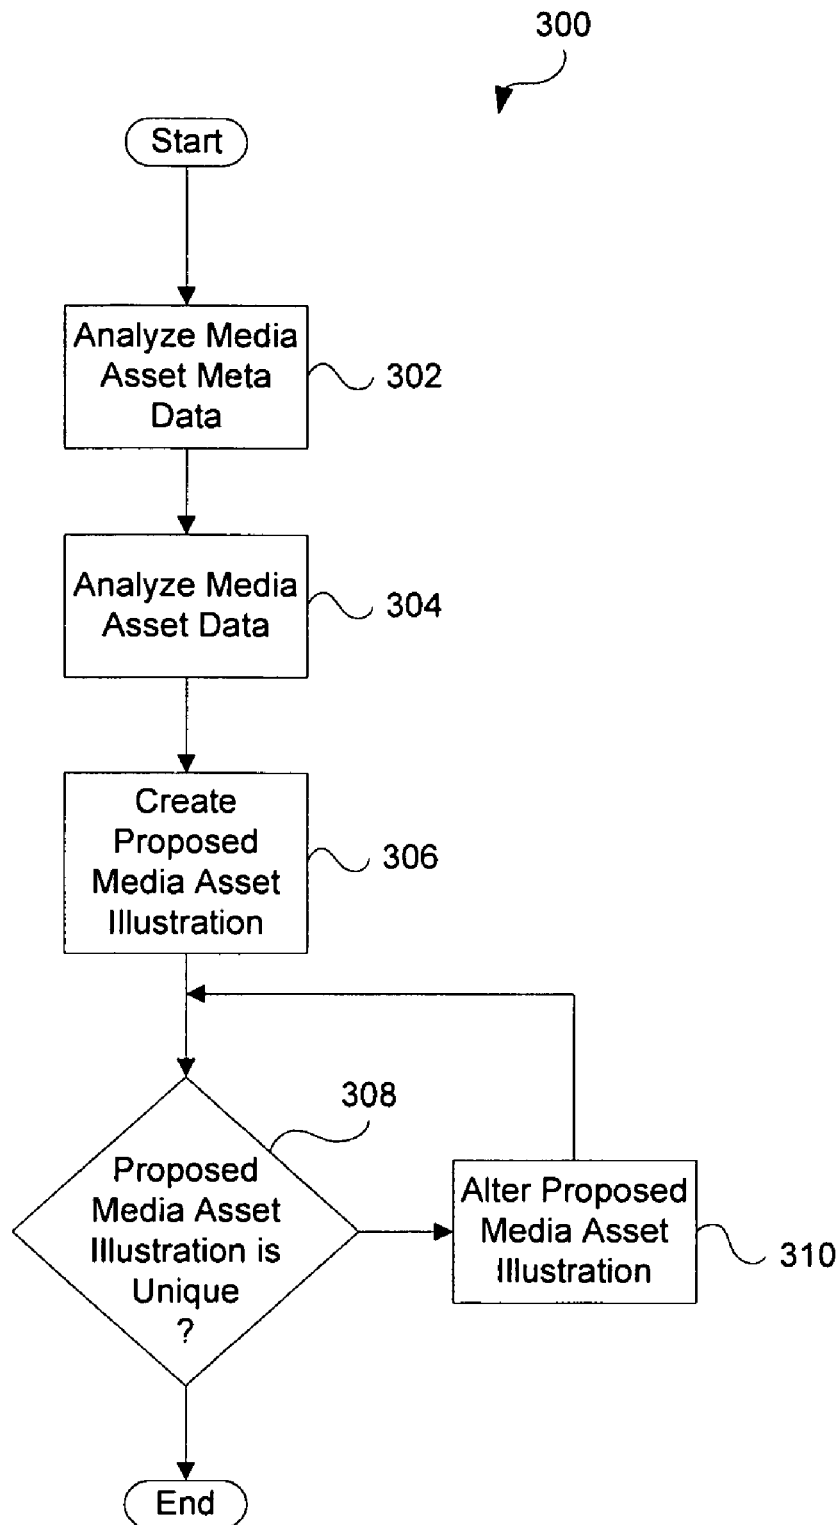 300
Start
Analyze Media
Asset Meta
Data
302
Analyze Media
Asset Data
304
Create
Proposed
Media Asset
Illustration
306
308
Proposed
Media Asset
Illustration is
Unique
?
Alter Proposed
Media Asset
Illustration
310
End